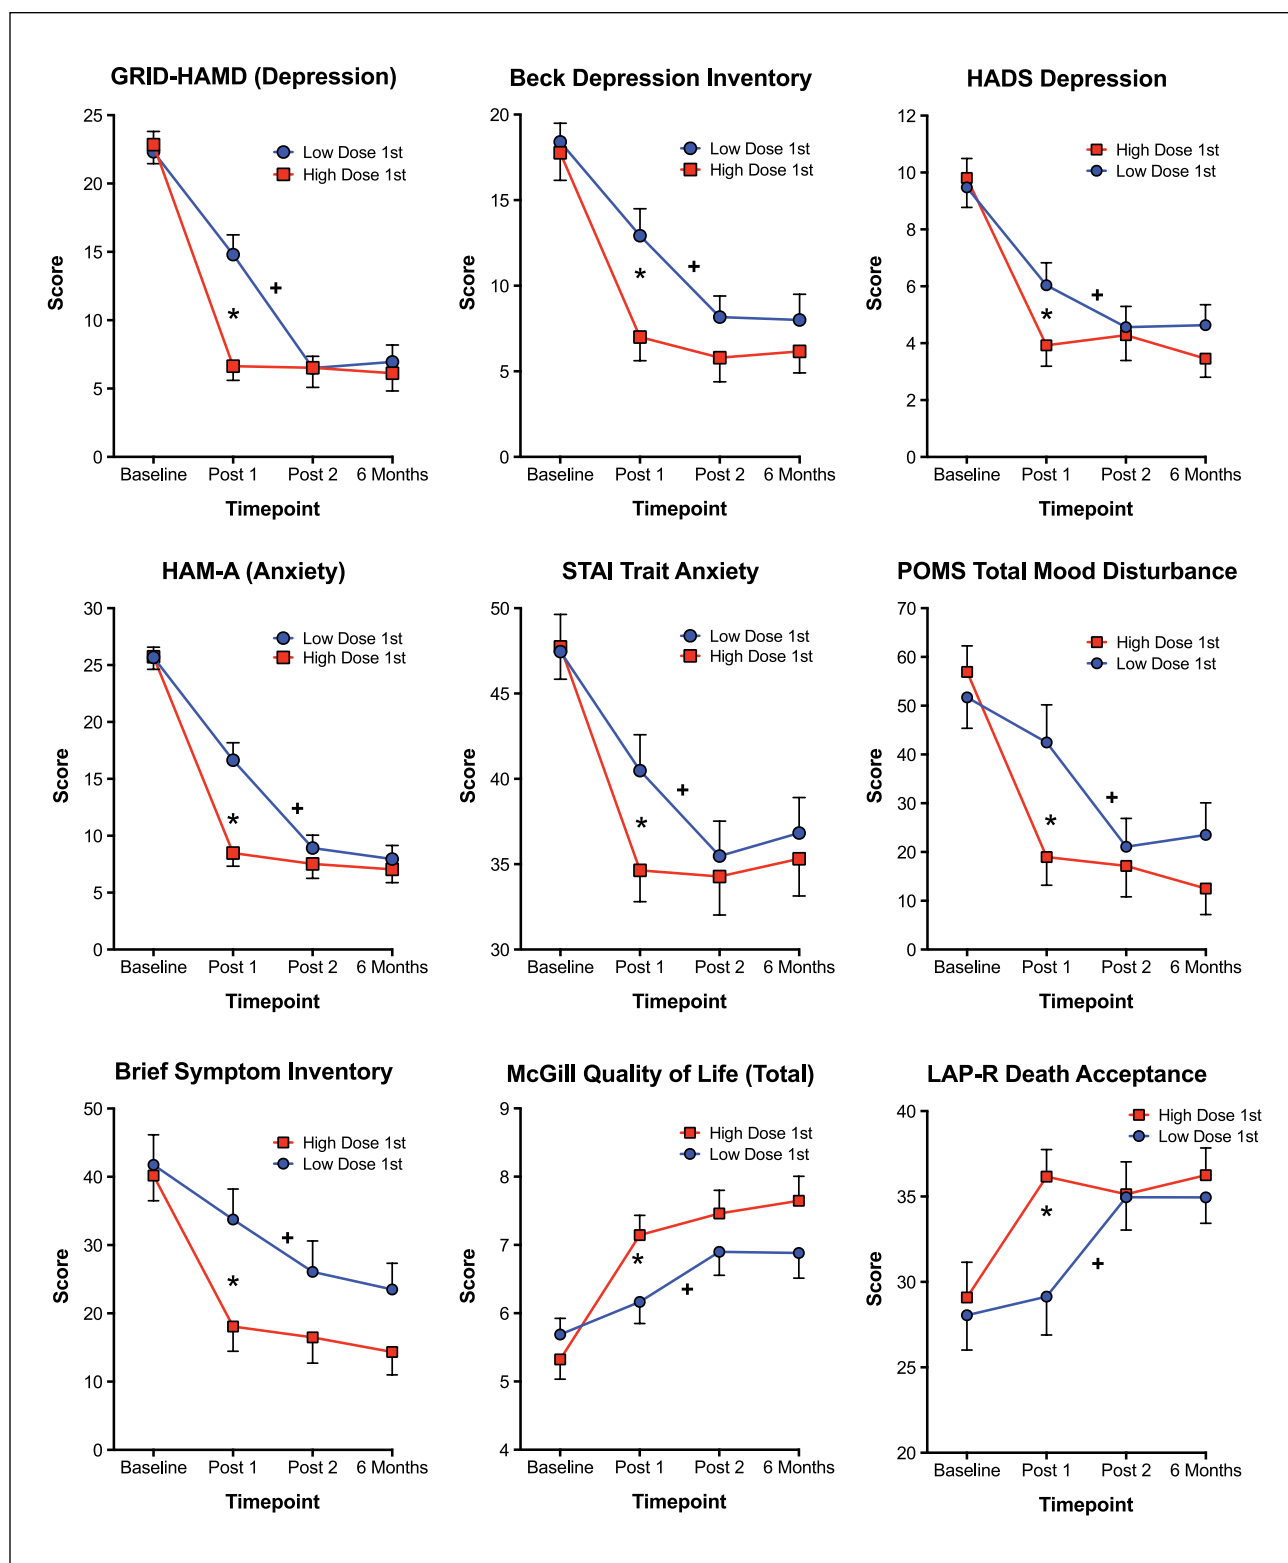 GRID-HAMD (Depression)
25
20
15
10
5
0
Score
Low Dose 1st
High Dose 1st
*
+
Baseline Post 1 Post 2 6 Months
Timepoint
Beck Depression Inventory
20
15
10
5
0
Score
Low Dose 1st
High Dose 1st
*
+
Baseline Post 1 Post 2 6 Months
Timepoint
HADS Depression
12
10
8
6
4
2
0
Score
High Dose 1st
Low Dose 1st
*
+
Baseline Post 1 Post 2 6 Months
Timepoint
HAM-A (Anxiety)
30
25
20
15
10
5
0
Score
Low Dose 1st
High Dose 1st
*
+
Baseline Post 1 Post 2 6 Months
Timepoint
STAI Trait Anxiety
50
45
40
35
30
Score
Low Dose 1st
High Dose 1st
*
+
Baseline Post 1 Post 2 6 Months
Timepoint
POMS Total Mood Disturbance
70
60
50
40
30
20
10
0
Score
High Dose 1st
Low Dose 1st
*
+
Baseline Post 1 Post 2 6 Months
Timepoint
Brief Symptom Inventory
50
40
30
20
10
0
Score
High Dose 1st
Low Dose 1st
*
+
Baseline Post 1 Post 2 6 Months
Timepoint
McGill Quality of Life (Total)
9
8
7
6
5
4
Score
High Dose 1st
Low Dose 1st
*
+
Baseline Post 1 Post 2 6 Months
Timepoint
LAP-R Death Acceptance
40
35
30
25
20
Score
High Dose 1st
Low Dose 1st
*
+
Baseline Post 1 Post 2 6 Months
Timepoint